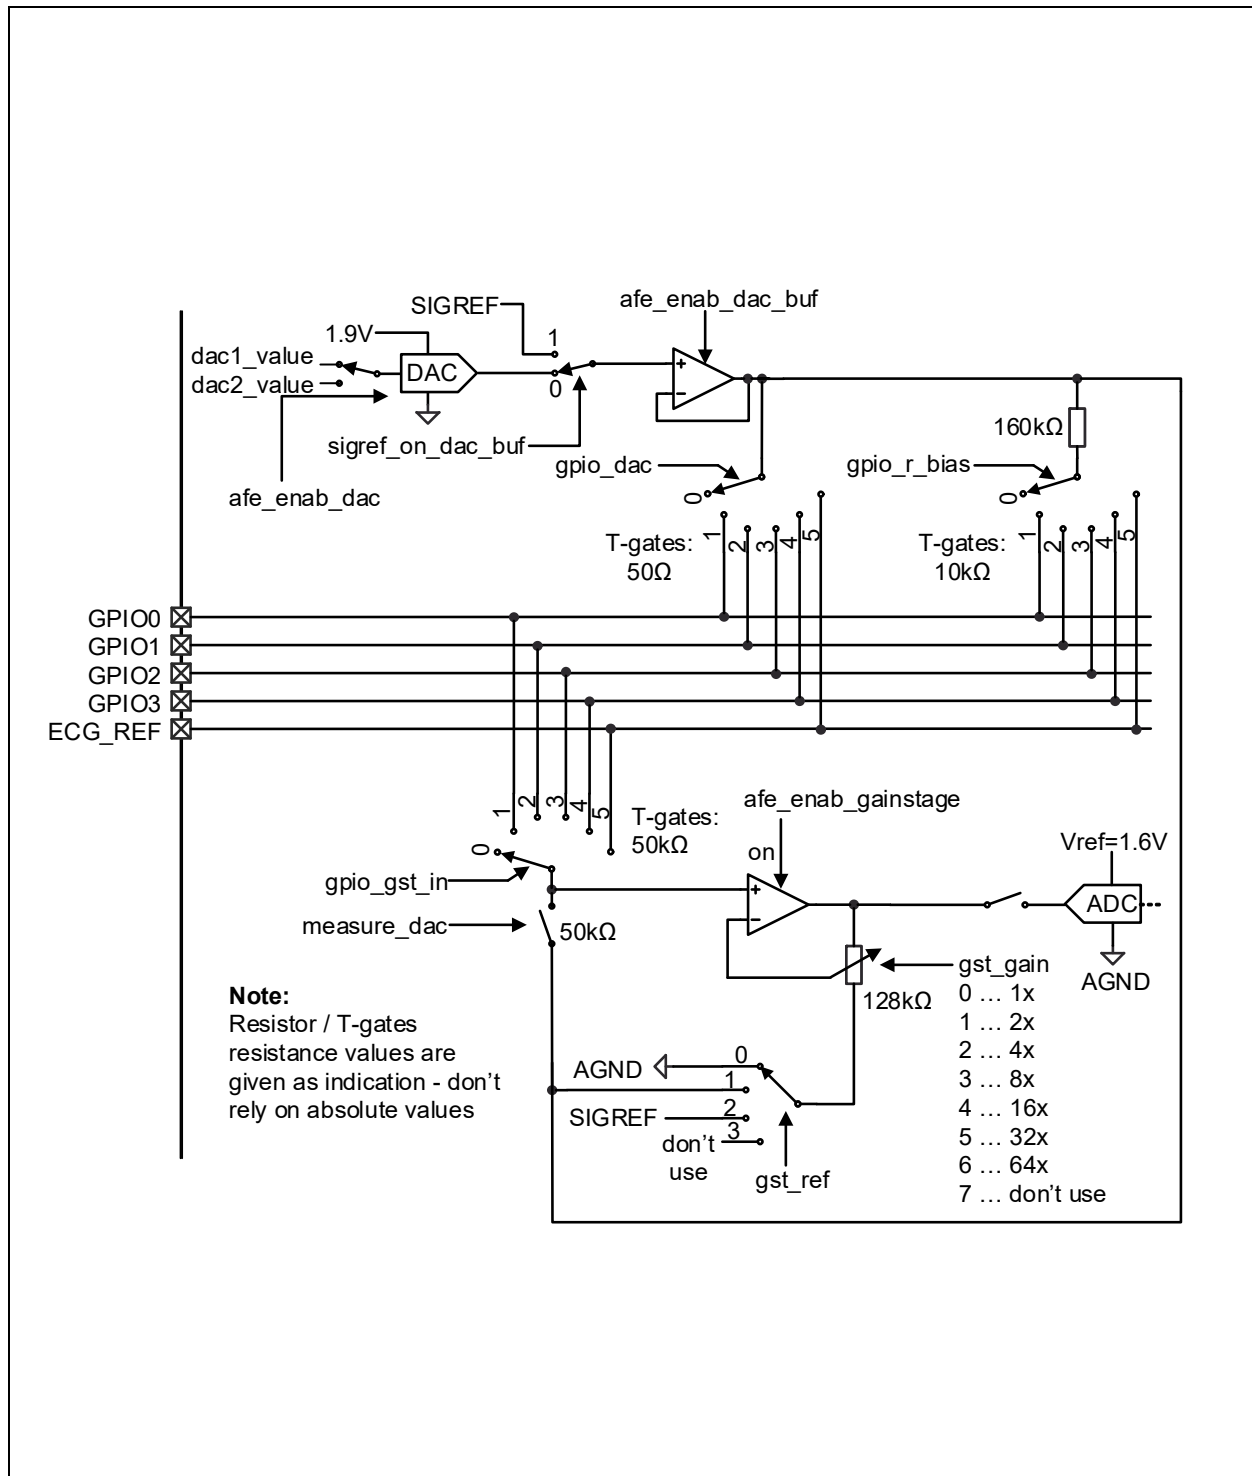 afe_enab_dac_buf
SIGREF
1.9V
1
dac1_value
DAC
dac2_value
0
sigref_on_dac_buf
afe_enab_dac
+
−
160kΩ
gpio_dac
gpio_r_bias
0
0
1
2
3
4
5
1
2
3
4
5
T-gates:
50Ω
T-gates:
10kΩ
GPIO0
GPIO1
GPIO2
GPIO3
ECG_REF
1
2
3
4
5
0
T-gates:
50kΩ
afe_enab_gainstage
on
Vref=1.6V
gpio_gst_in
+
−
ADC
measure_dac
50kΩ
AGND
128kΩ
gst_gain
0 … 1x
1 … 2x
2 … 4x
3 … 8x
4 … 16x
5 … 32x
6 … 64x
7 … don't use
Note:
Resistor / T-gates
resistance values are
given as indication - don't
rely on absolute values
AGND
0
1
SIGREF
2
3
don't
use
gst_ref